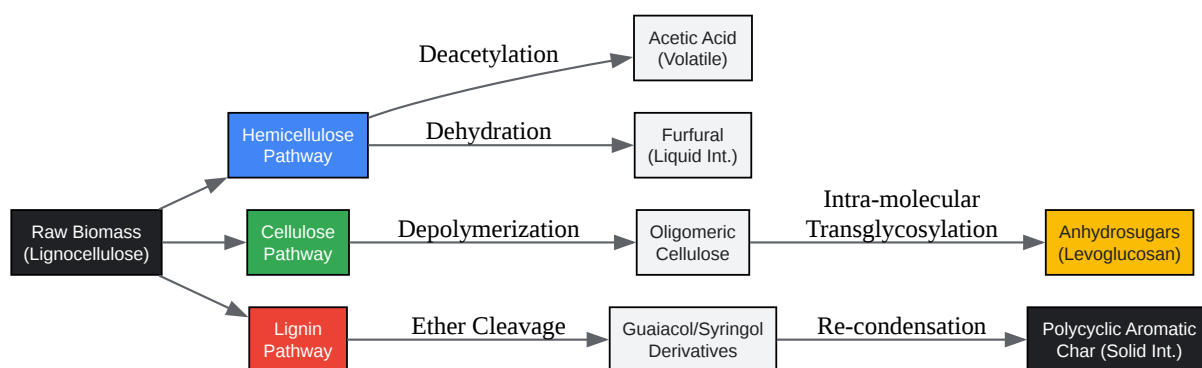 Deacetylation
Acetic Acid
(Volatile)
Hemicellulose
Pathway
Dehydration
Furfural
(Liquid Int.)
Raw Biomass
(Lignocellulose)
Cellulose
Pathway
Depolymerization
Oligomeric
Cellulose
Intra-molecular
Transglycosylation
Anhydrosugars
(Levoglucosan)
Lignin
Pathway
Ether Cleavage
Guaiacol/Syringol
Derivatives
Re-condensation
Polycyclic Aromatic
Char (Solid Int.)